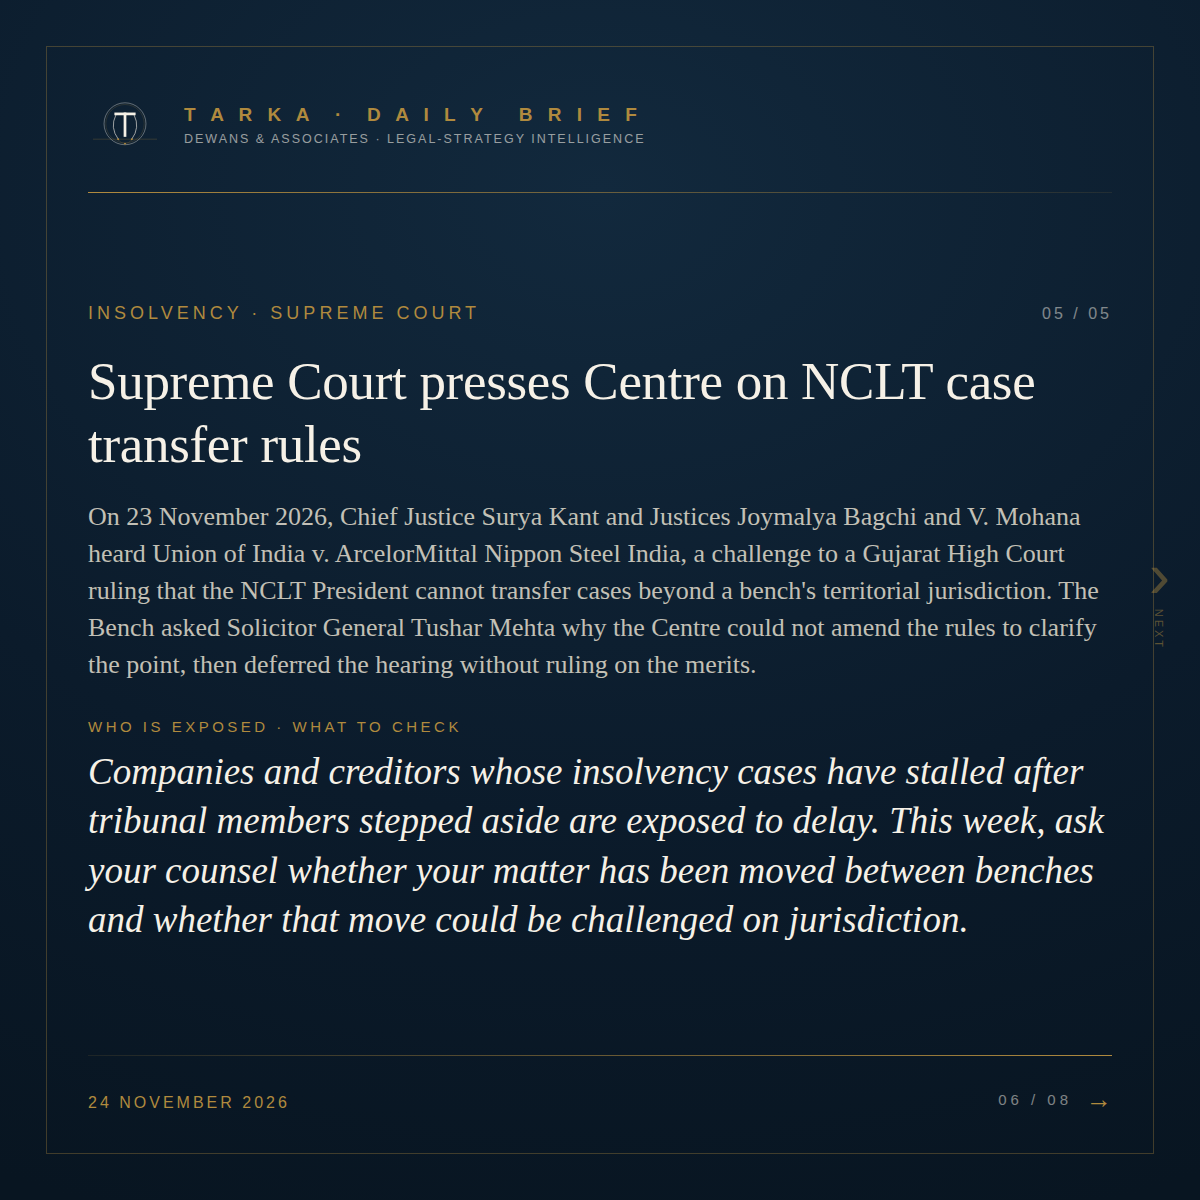 T
TARKA · DAILY BRIEF
DEWANS & ASSOCIATES · LEGAL-STRATEGY INTELLIGENCE
INSOLVENCY · SUPREME COURT
05 / 05
Supreme Court presses Centre on NCLT case
transfer rules
On 23 November 2026, Chief Justice Surya Kant and Justices Joymalya Bagchi and V. Mohana
heard Union of India v. ArcelorMittal Nippon Steel India, a challenge to a Gujarat High Court
ruling that the NCLT President cannot transfer cases beyond a bench's territorial jurisdiction. The
Bench asked Solicitor General Tushar Mehta why the Centre could not amend the rules to clarify
the point, then deferred the hearing without ruling on the merits.
NEXT
WHO IS EXPOSED · WHAT TO CHECK
Companies and creditors whose insolvency cases have stalled after
tribunal members stepped aside are exposed to delay. This week, ask
your counsel whether your matter has been moved between benches
and whether that move could be challenged on jurisdiction.
24 NOVEMBER 2026
06 / 08 →